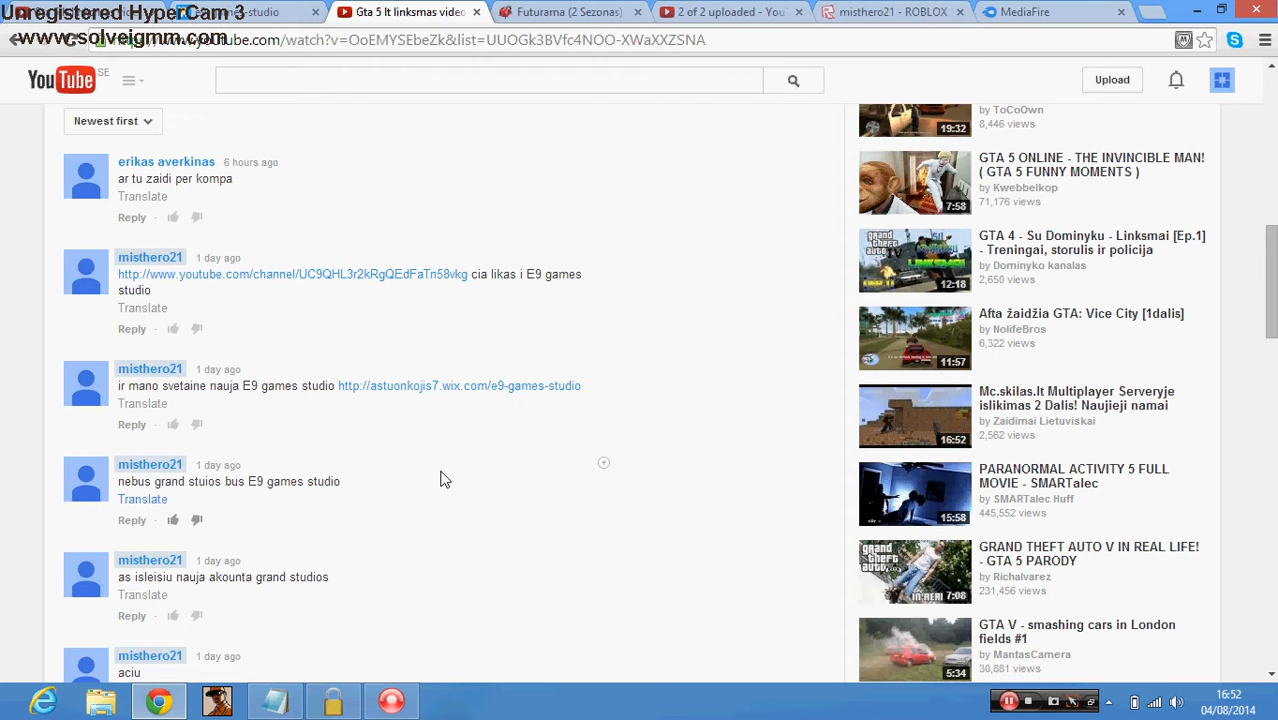 Unregistered HyperCam 3
www.solveigmm.com
-studio
Gta 5 lt linksmas video
Futurama (2 Sezonas)
2 of 2 uploaded - You
misthero21 - ROBLOX
MediaFire
youtube.com/watch?v=OoEMYSEbeZk&list=UUOGk3BVfc4NOO-XWaXXZSNA
YouTube SE
Upload
Newest first
erikas averkinas 6 hours ago
ar tu zaidi per kompa
Translate
Reply
misthero21 1 day ago
http://www.youtube.com/channel/UC9QHL3r2kRgQEdFaTn58vkg cia likas i E9 games
studio
Translate
Reply
misthero21 1 day ago
ir mano svetaine nauja E9 games studio http://astuonkojis7.wix.com/e9-games-studio
Translate
Reply
misthero21 1 day ago
nebus grand stuios bus E9 games studio
Translate
Reply
misthero21 1 day ago
as isleisiu nauja akounta grand studios
Translate
Reply
misthero21 1 day ago
aciu
by ToCoOwn
8,446 views
19:32
GTA 5 ONLINE - THE INVINCIBLE MAN!
( GTA 5 FUNNY MOMENTS )
by Kwebbelkop
71,176 views
7:58
GTA 4 - Su Dominyku - Linksmai [Ep.1]
- Treningai, storulis ir policija
by Dominyko kanalas
2,650 views
12:18
Afta žaidžia GTA: Vice City [1dalis]
by NolifeBros
6,322 views
11:57
Mc.skilas.lt Multiplayer Serveryje
islikimas 2 Dalis! Naujieji namai
by Zaidimai Lietuviskai
2,562 views
16:52
PARANORMAL ACTIVITY 5 FULL
MOVIE - SMARTalec
by SMARTalec Huff
445,552 views
15:58
GRAND THEFT AUTO V IN REAL LIFE!
- GTA 5 PARODY
by Richalvarez
231,456 views
7:08
GTA V - smashing cars in London
fields #1
by MantasCamera
30,881 views
5:34
16:52
04/08/2014